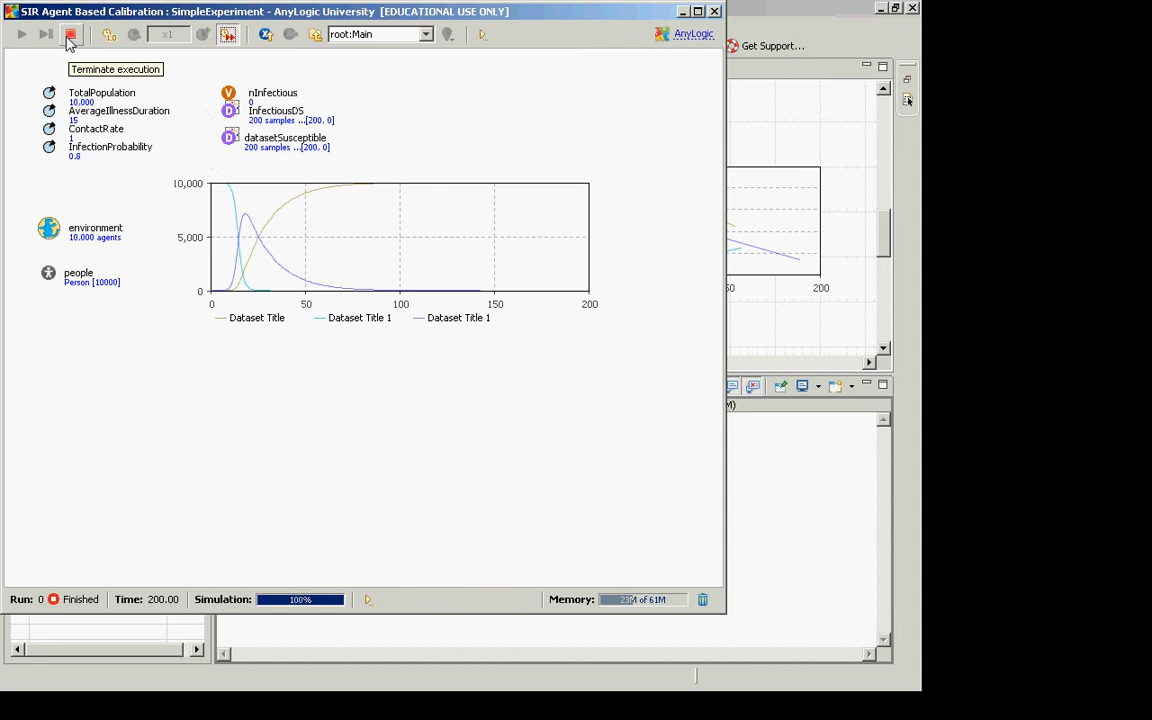 SIR Agent Based Calibration : SimpleExperiment - AnyLogic University [EDUCATIONAL USE ONLY]
x1
root:Main
AnyLogic
Get Support...
Terminate execution
TotalPopulation
10,000
AverageIllnessDuration
15
ContactRate
1
InfectionProbability
0.8
nInfectious
0
InfectiousDS
200 samples ...[200, 0]
datasetSusceptible
200 samples ...[200, 0]
environment
10,000 agents
people
Person [10000]
10,000
5,000
0
0 50 100 150 200
Dataset Title Dataset Title 1 Dataset Title 1
50 200
M)
Run: 0 Finished Time: 200.00 Simulation: 100% Memory: 23M of 61M